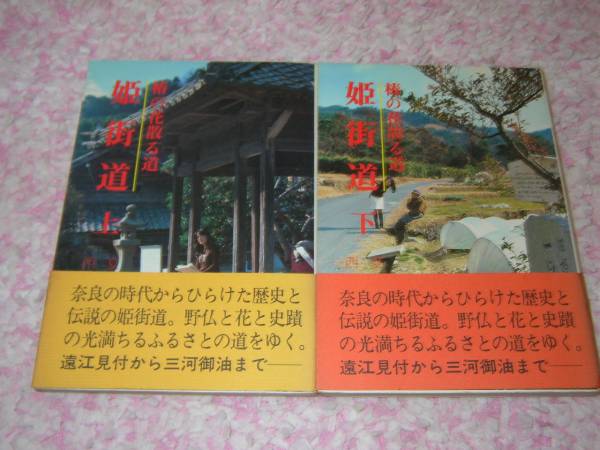 椿の花散る道
姫街道 上
奈良の時代からひらけた歴史と
伝説の姫街道。野仏と花と史蹟
の光満ちるふるさとの道をゆく。
遠江見付から三河御油まで――
椿の花散る道
姫街道 下
奈良の時代からひらけた歴史と
伝説の姫街道。野仏と花と史蹟
の光満ちるふるさとの道をゆく。
遠江見付から三河御油まで――